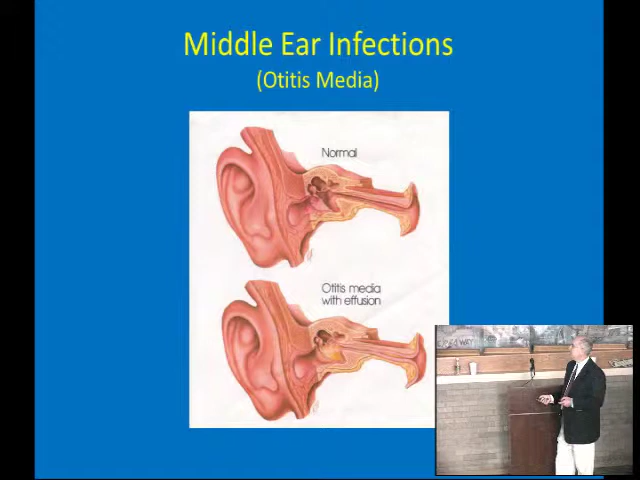 Middle Ear Infections
(Otitis Media)
Normal
Otitis media
with effusion